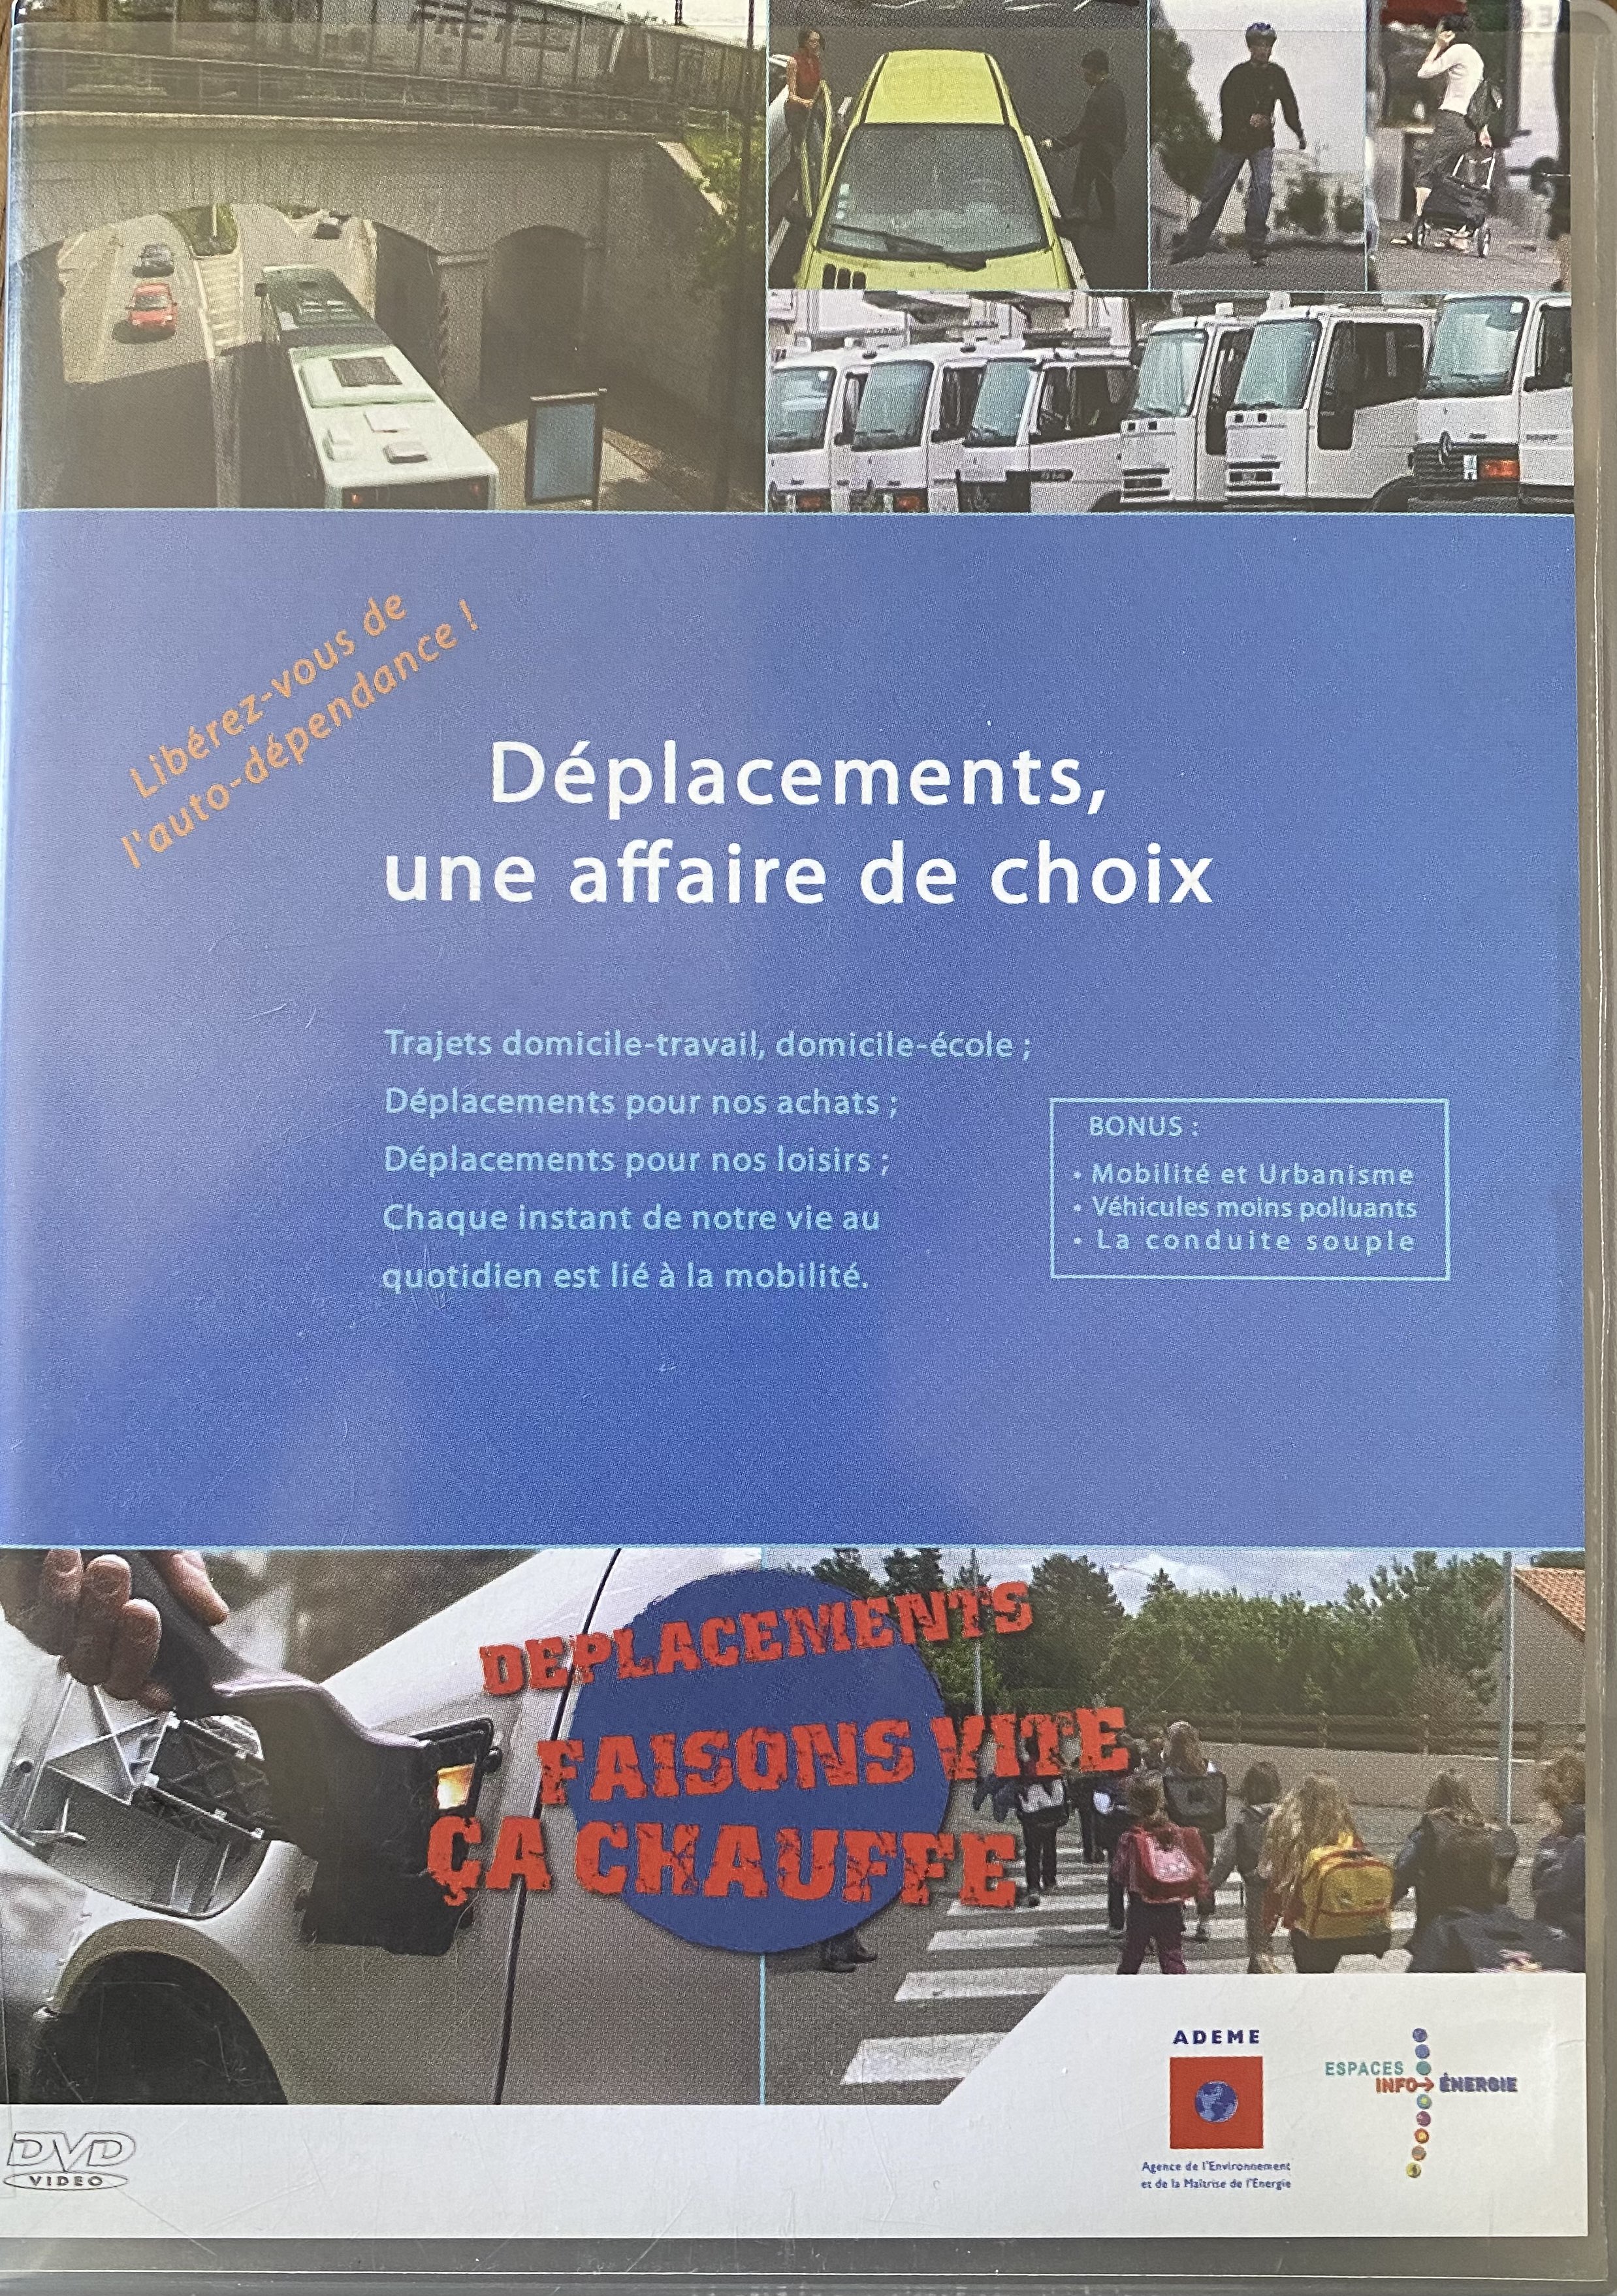 FRET
Libérez-vous de
l'auto-dépendance !
Déplacements,
une affaire de choix
Trajets domicile-travail, domicile-école ;
Déplacements pour nos achats ;
Déplacements pour nos loisirs ;
Chaque instant de notre vie au
quotidien est lié à la mobilité.
BONUS :
• Mobilité et Urbanisme
• Véhicules moins polluants
• La conduite souple
DEPLACEMENTS
FAISONS VITE
ÇA CHAUFFE
ADEME
Agence de l'Environnement
et de la Maîtrise de l'Energie
ESPACES
INFO→ÉNERGIE
DVD
VIDEO